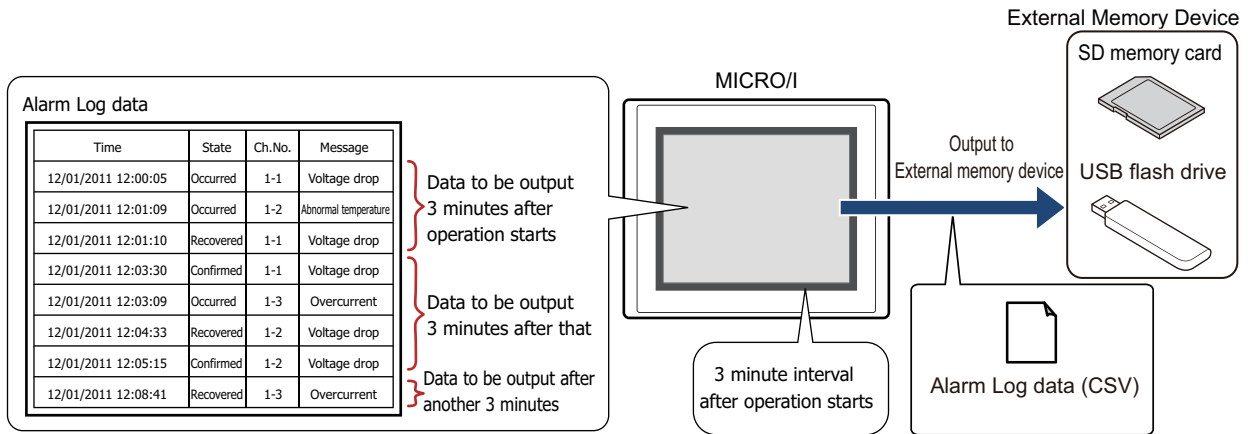 External Memory Device
SD memory card
USB flash drive
MICRO/I
Output to
External memory device
Alarm Log data
Time State Ch.No. Message
12/01/2011 12:00:05 Occurred 1-1 Voltage drop
12/01/2011 12:01:09 Occurred 1-2 Abnormal temperature
12/01/2011 12:01:10 Recovered 1-1 Voltage drop
12/01/2011 12:03:30 Confirmed 1-1 Voltage drop
12/01/2011 12:03:09 Occurred 1-3 Overcurrent
12/01/2011 12:04:33 Recovered 1-2 Voltage drop
12/01/2011 12:05:15 Confirmed 1-2 Voltage drop
12/01/2011 12:08:41 Recovered 1-3 Overcurrent
Data to be output
3 minutes after
operation starts
Data to be output
3 minutes after that
Data to be output after
another 3 minutes
3 minute interval
after operation starts
Alarm Log data (CSV)